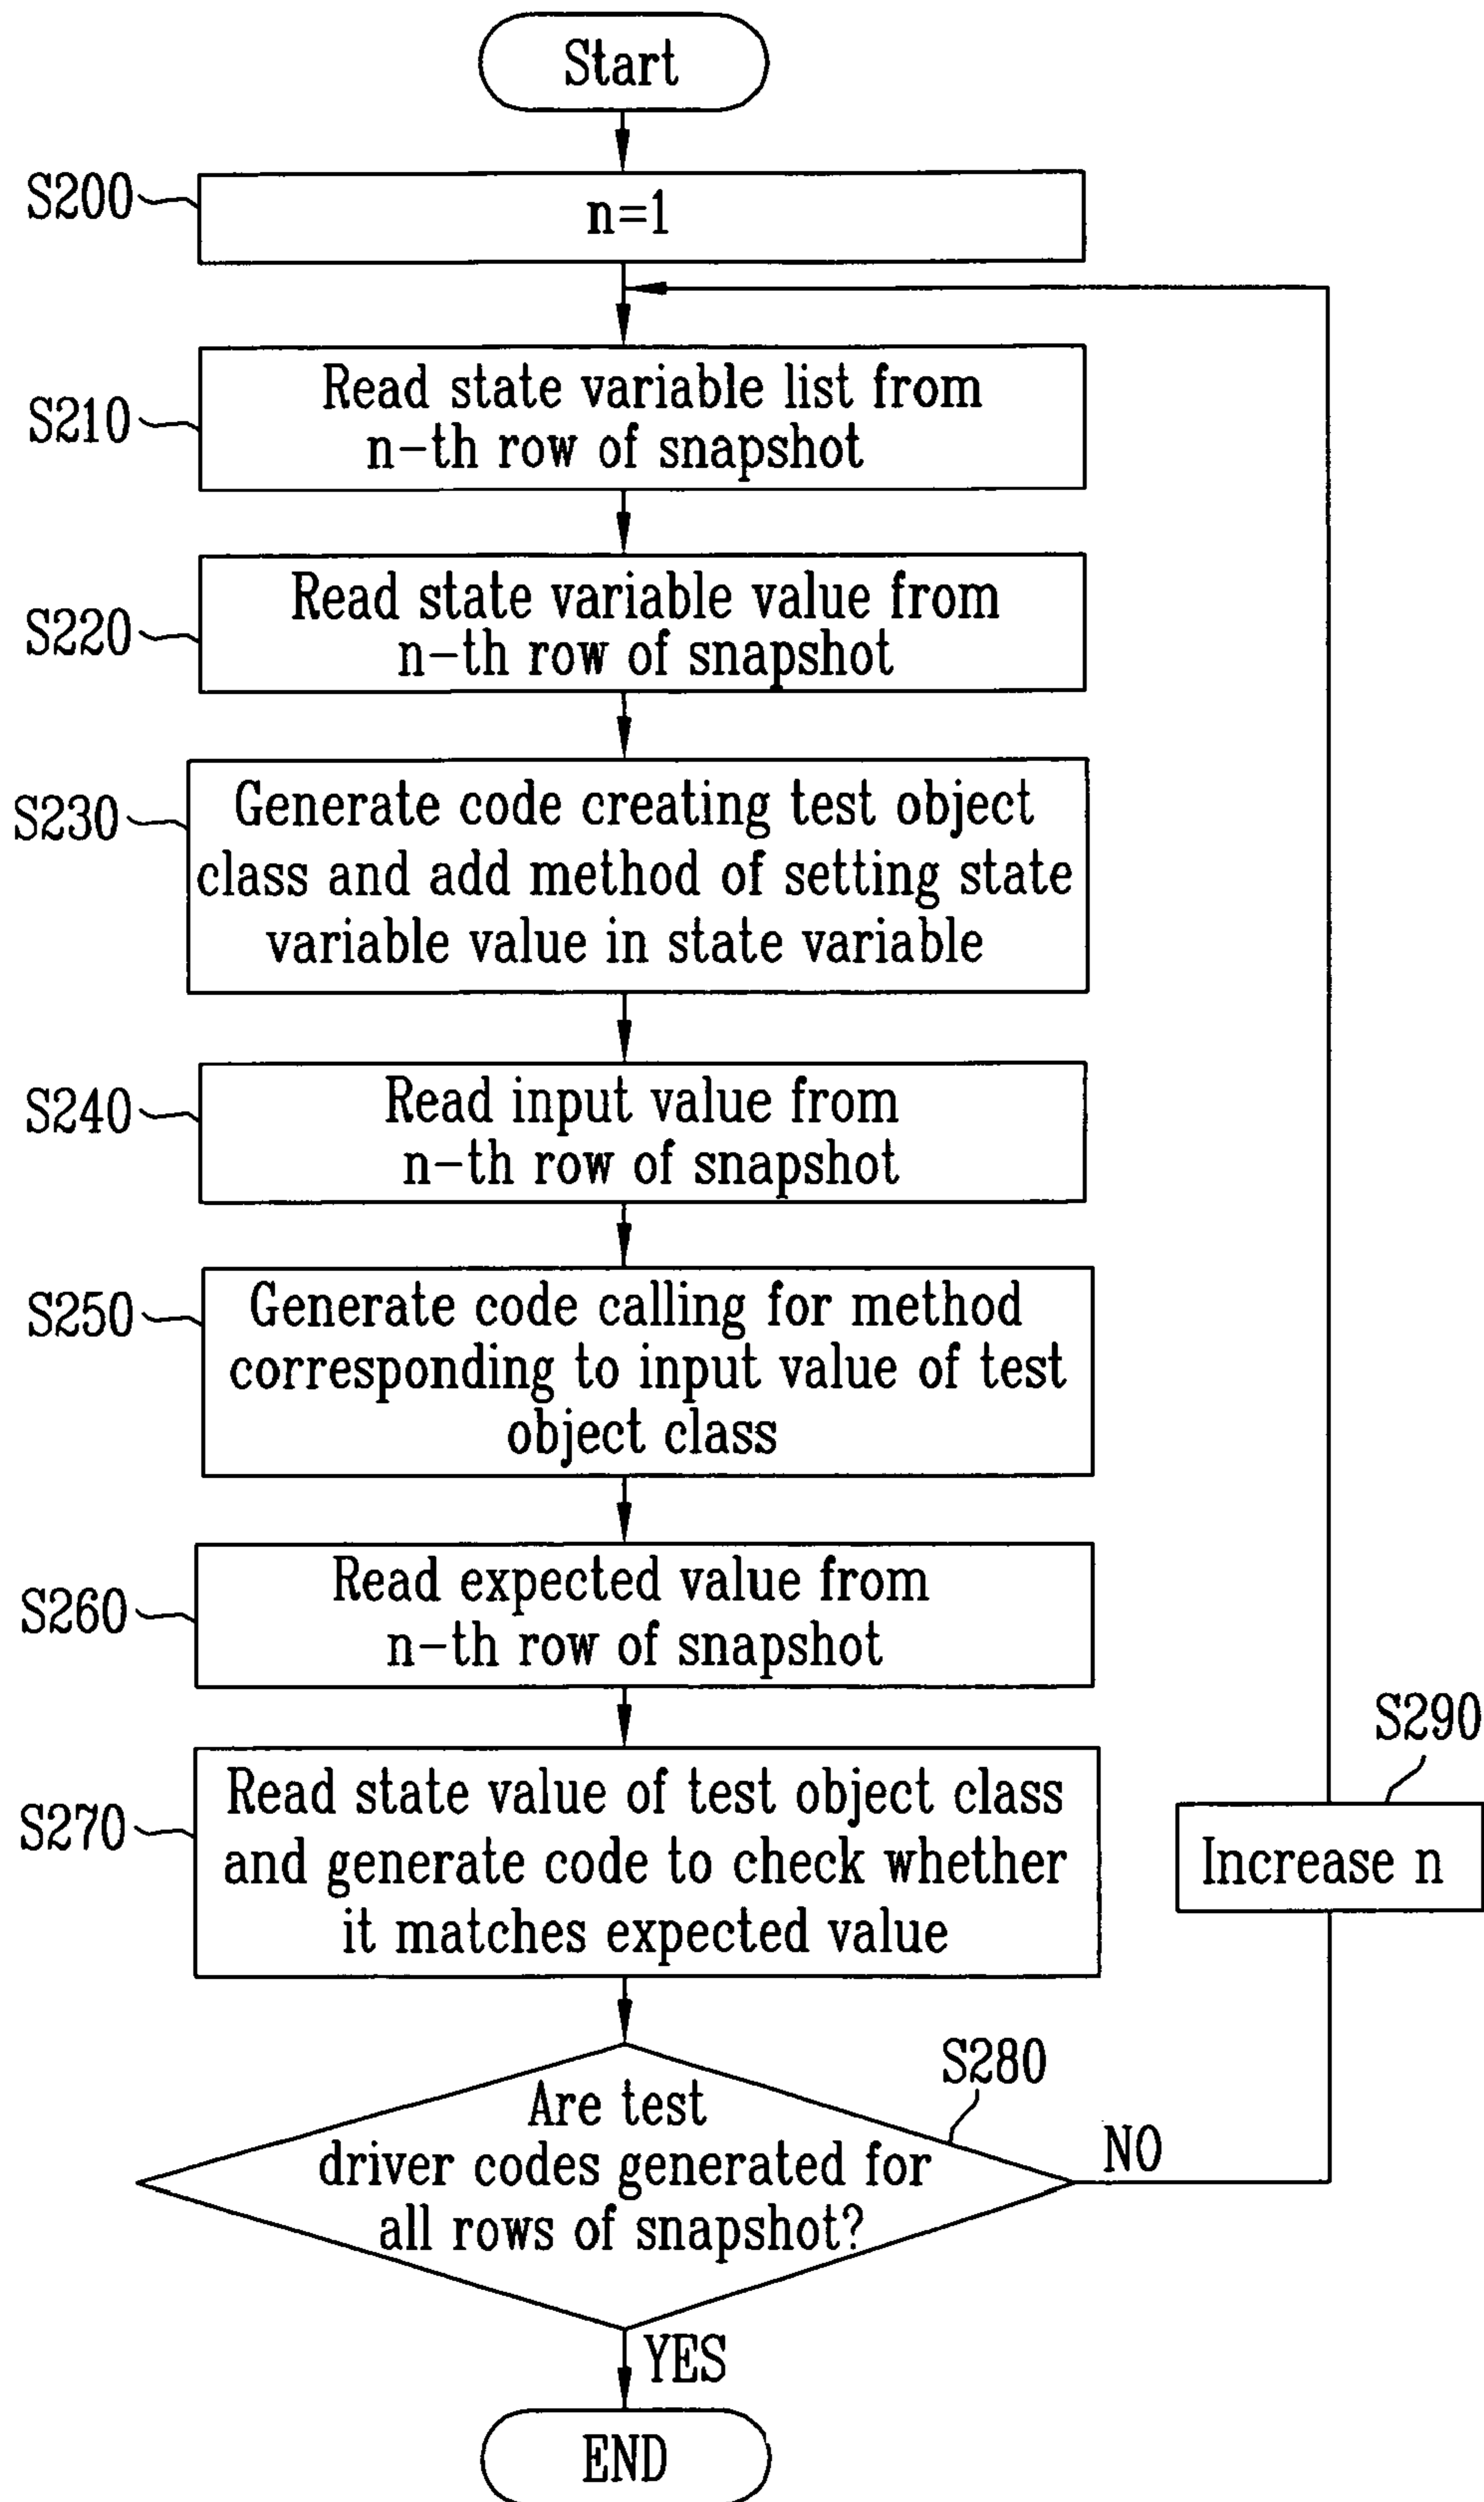 Start
S200
n=1
S210
Read state variable list from
n-th row of snapshot
S220
Read state variable value from
n-th row of snapshot
S230
Generate code creating test object
class and add method of setting state
variable value in state variable
S240
Read input value from
n-th row of snapshot
S250
Generate code calling for method
corresponding to input value of test
object class
S260
Read expected value from
n-th row of snapshot
S270
Read state value of test object class
and generate code to check whether
it matches expected value
S290
Increase n
S280
Are test
driver codes generated for
all rows of snapshot?
NO
YES
END